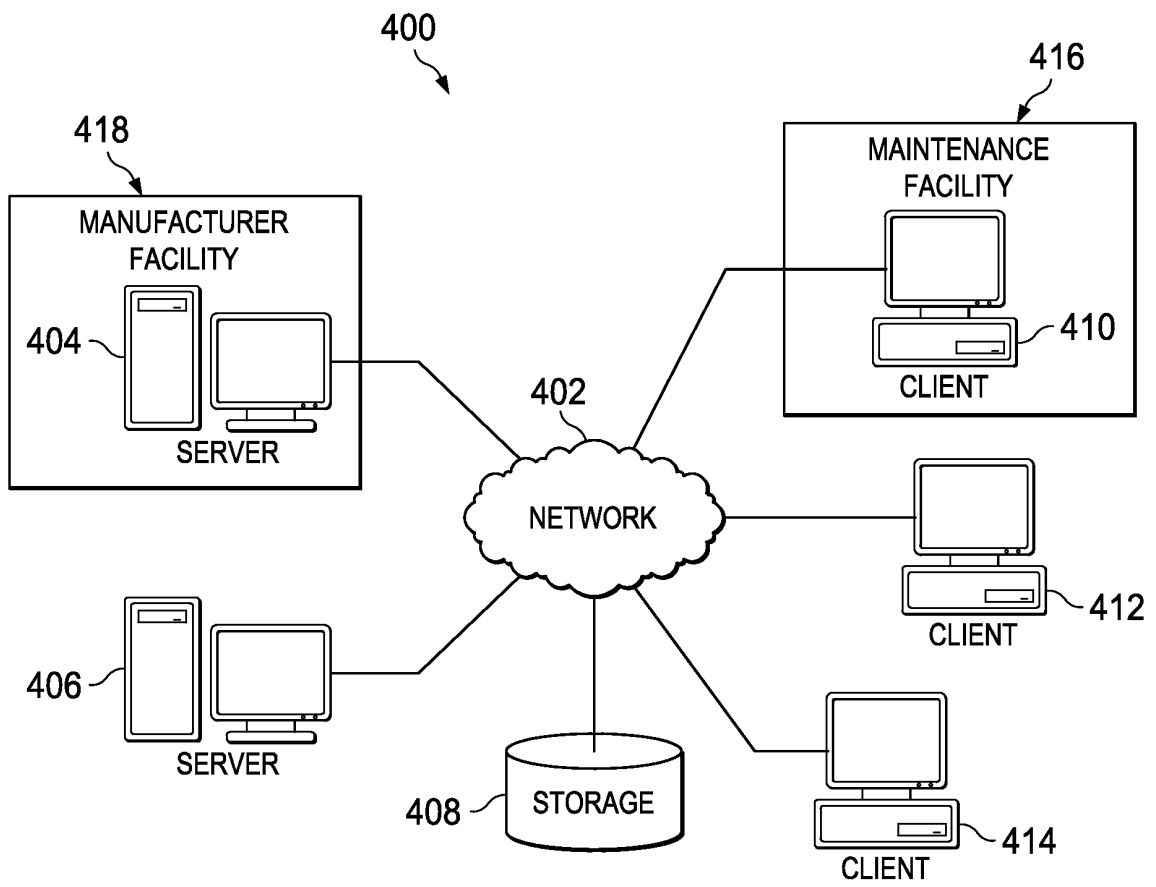 400
416
418
MAINTENANCE
FACILITY
MANUFACTURER
FACILITY
404
410
CLIENT
SERVER
402
NETWORK
412
CLIENT
406
SERVER
408
STORAGE
414
CLIENT